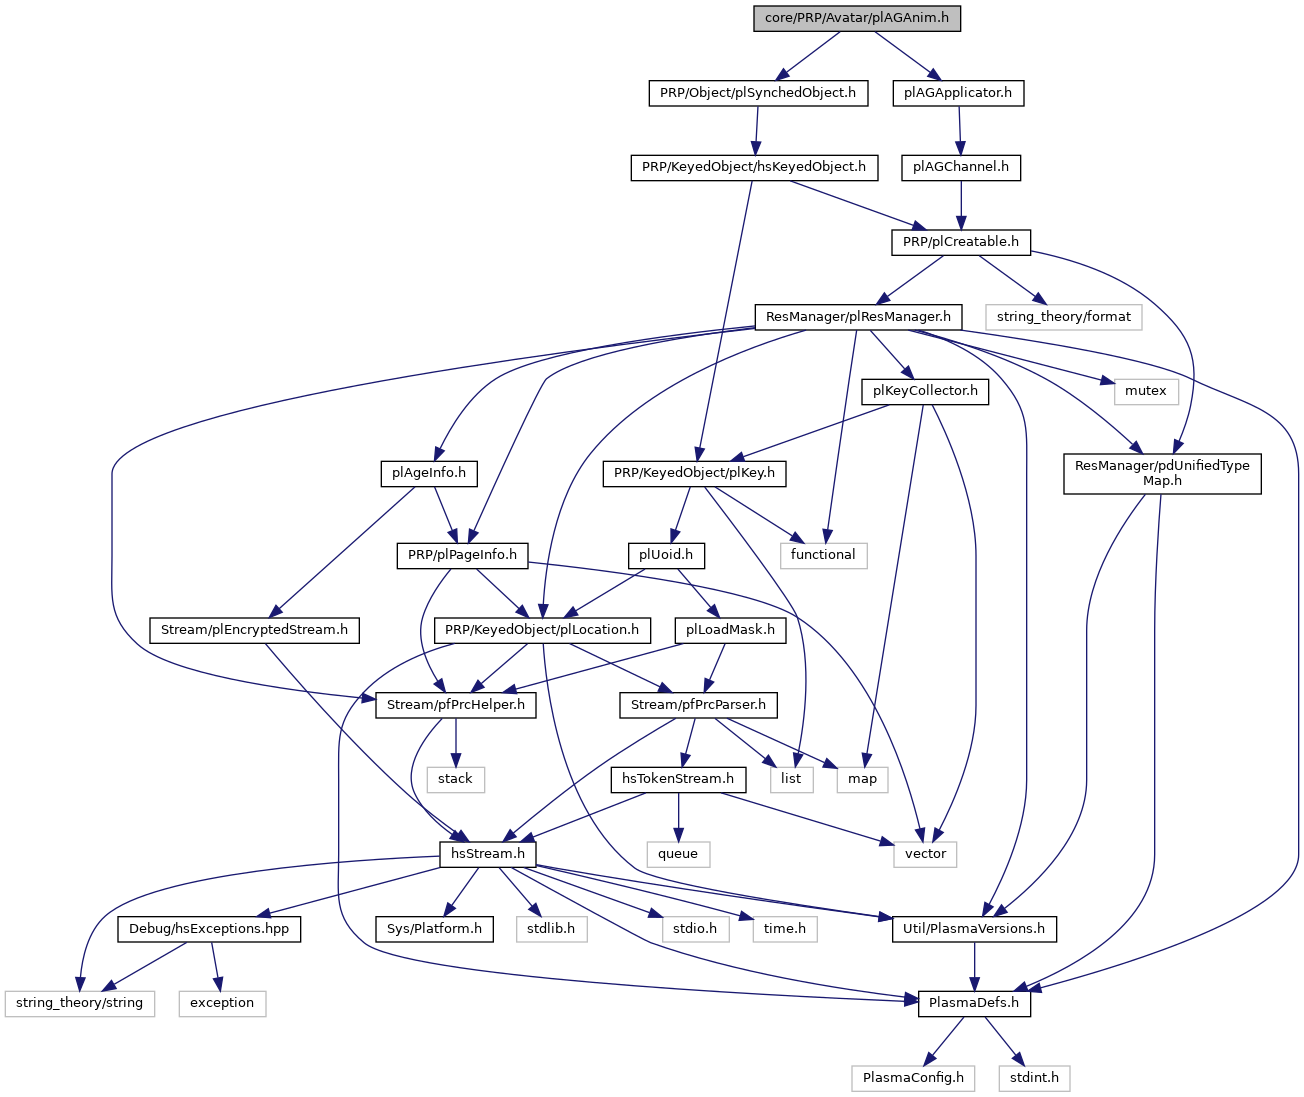 core/PRP/Avatar/plAGAnim.h
PRP/Object/plSynchedObject.h
plAGApplicator.h
PRP/KeyedObject/hsKeyedObject.h
plAGChannel.h
PRP/plCreatable.h
ResManager/plResManager.h
string_theory/format
plKeyCollector.h
mutex
plAgeInfo.h
PRP/KeyedObject/plKey.h
ResManager/pdUnifiedType
Map.h
PRP/plPageInfo.h
plUoid.h
functional
Stream/plEncryptedStream.h
PRP/KeyedObject/plLocation.h
plLoadMask.h
Stream/pfPrcHelper.h
Stream/pfPrcParser.h
stack
hsTokenStream.h
list
map
hsStream.h
queue
vector
Debug/hsExceptions.hpp
Sys/Platform.h
stdlib.h
stdio.h
time.h
Util/PlasmaVersions.h
string_theory/string
exception
PlasmaDefs.h
PlasmaConfig.h
stdint.h